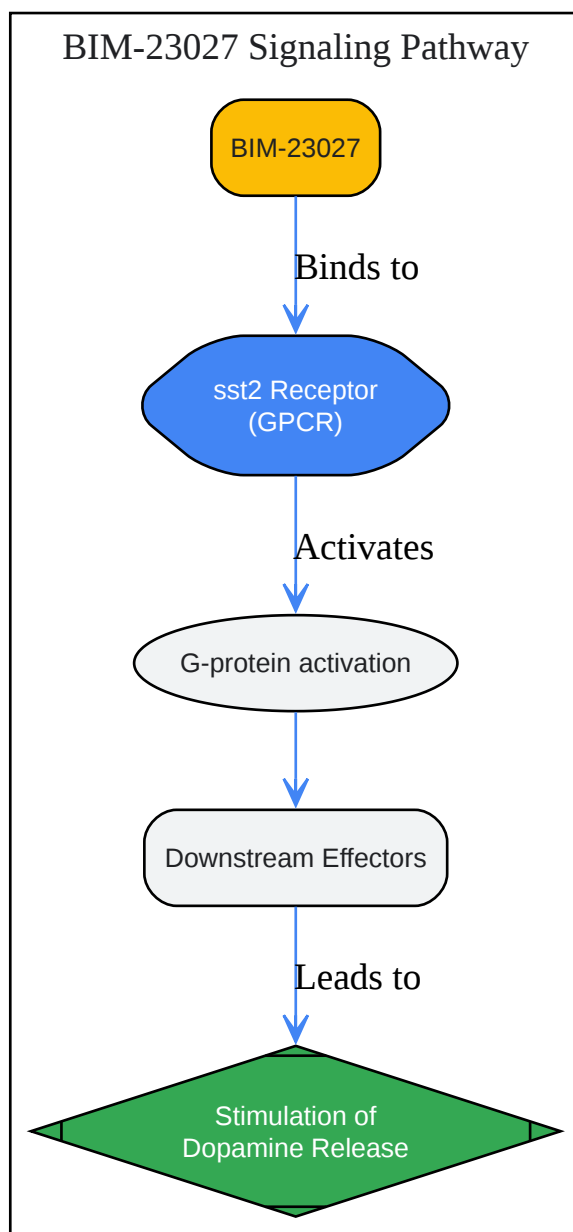 BIM-23027 Signaling Pathway
BIM-23027
Binds to
sst2 Receptor
(GPCR)
Activates
G-protein activation
Downstream Effectors
Leads to
Stimulation of
Dopamine Release